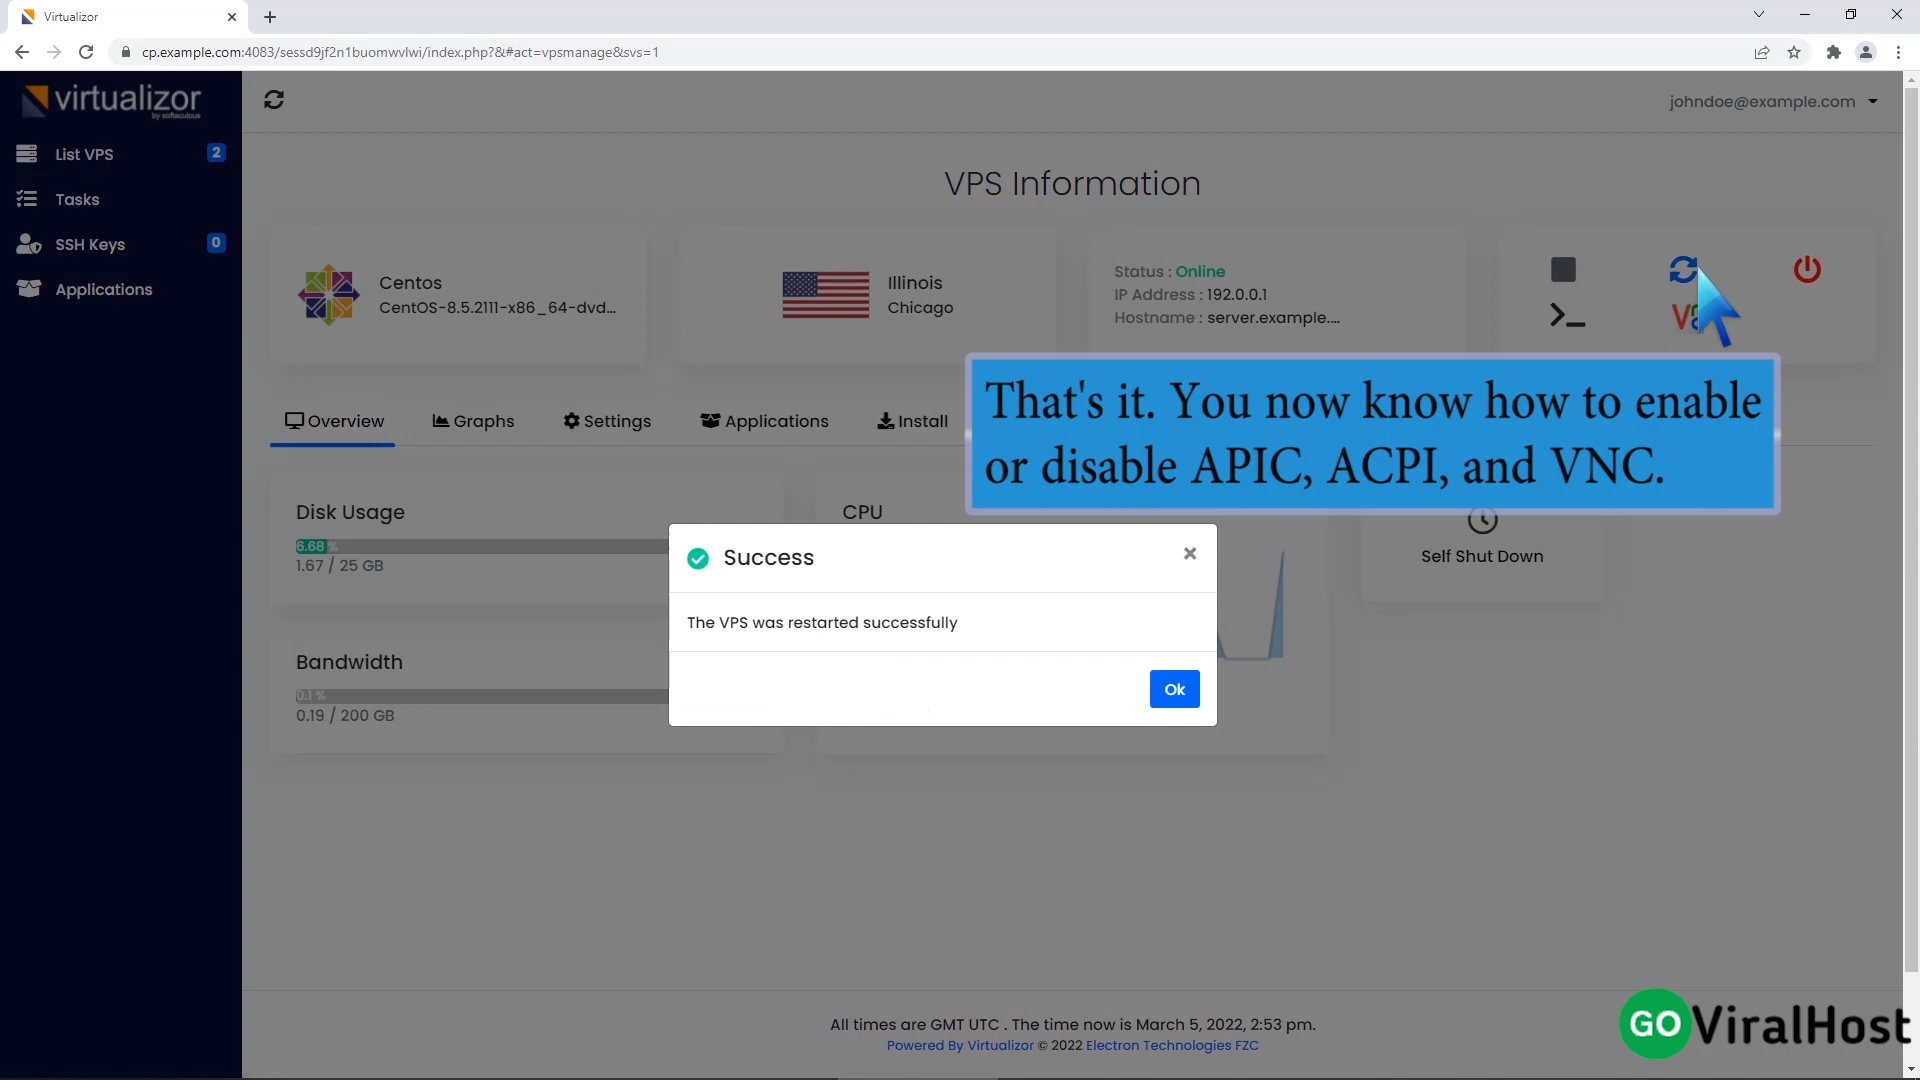 Virtualizor
cp.example.com:4083/sessd9jf2n1buomwvlwi/index.php?&#act=vpsmanage&svs=1
virtualizor
by softaculous
johndoe@example.com
List VPS 2
Tasks
SSH Keys 0
Applications
VPS Information
Centos
CentOS-8.5.2111-x86_64-dvd...
Illinois
Chicago
Status : Online
IP Address : 192.0.0.1
Hostname : server.example....
Overview Graphs Settings Applications Install
That's it. You now know how to enable
or disable APIC, ACPI, and VNC.
Disk Usage
6.68 %
1.67 / 25 GB
CPU
Self Shut Down
Success
The VPS was restarted successfully
Ok
Bandwidth
0.1 %
0.19 / 200 GB
All times are GMT UTC . The time now is March 5, 2022, 2:53 pm.
Powered By Virtualizor © 2022 Electron Technologies FZC
GO ViralHost